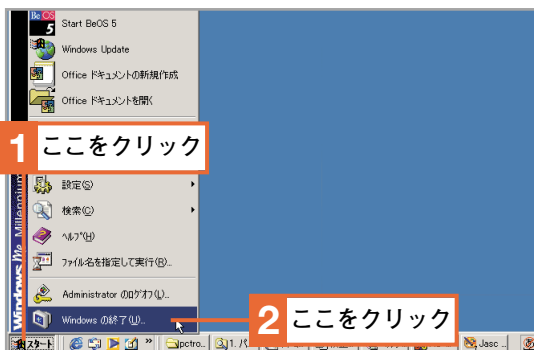 Be OS
5
Start BeOS 5
Windows Update
Office ドキュメントの新規作成
Office ドキュメントを開く
1 ここをクリック
設定(S)
検索(C)
ヘルプ(H)
ファイル名を指定して実行(R)...
Administrator のログオフ(L)...
Windows の終了(U)...
Windows Me Millennium
2 ここをクリック
スタート
pctro...
1. パ
Jasc ...